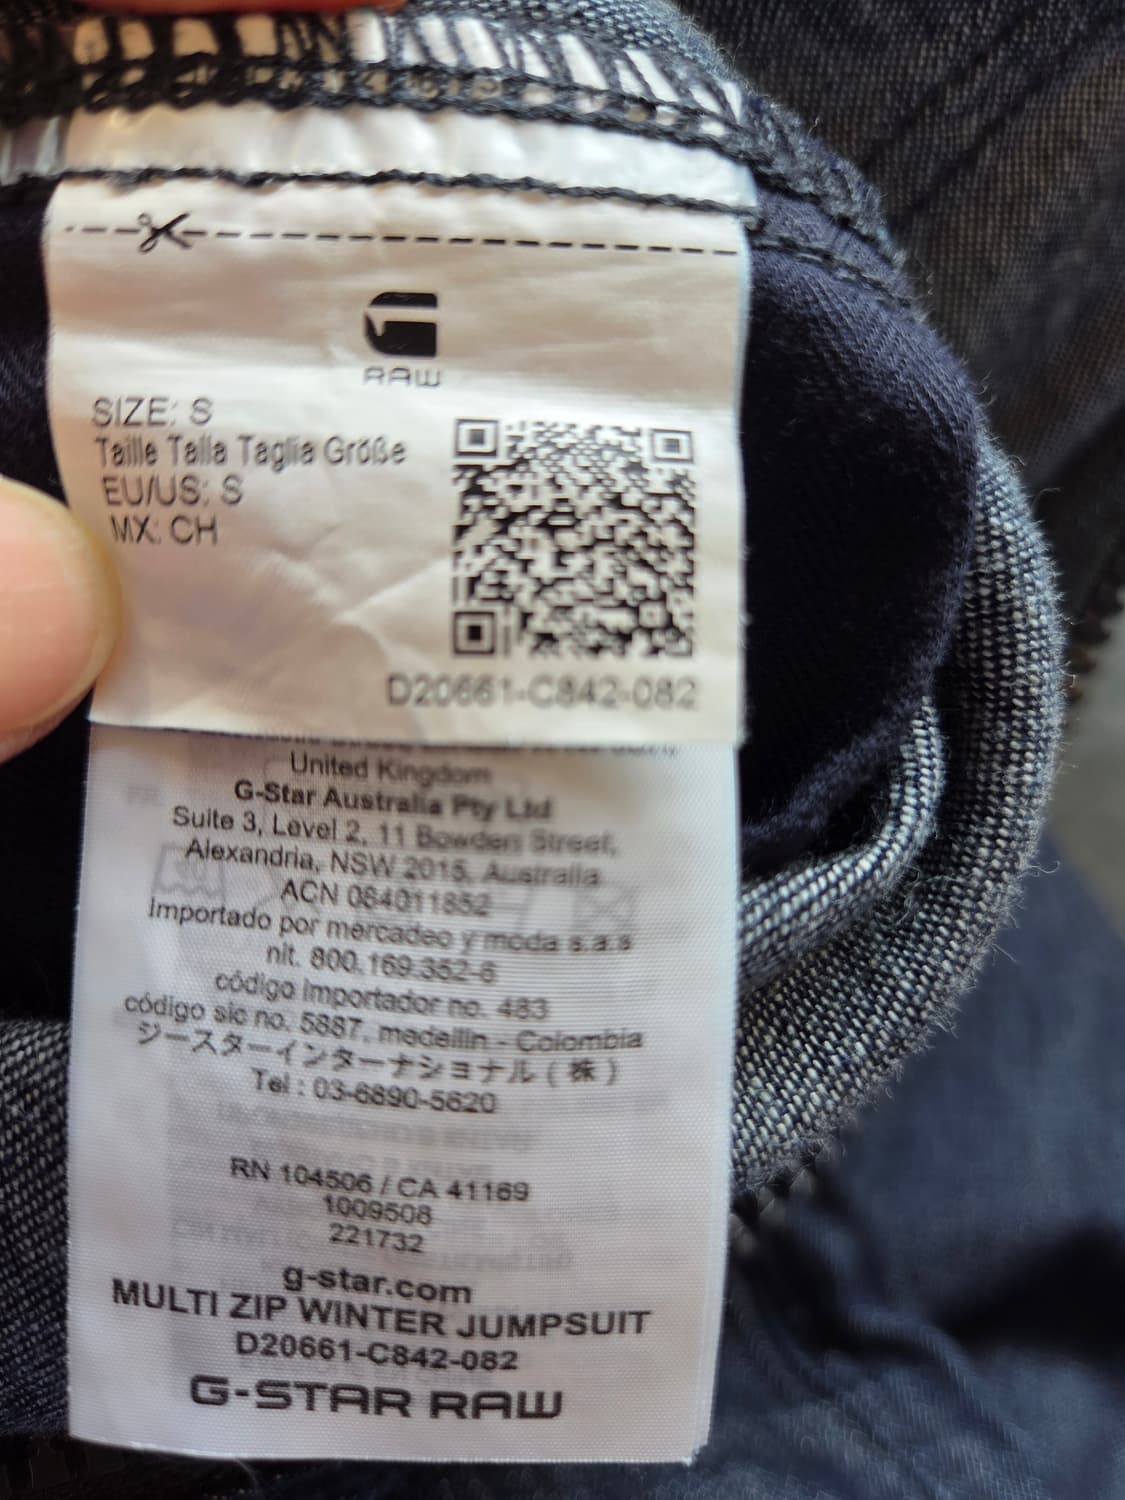 RAW
SIZE: S
Taille Talla Taglia Größe
EU/US: S
MX: CH
D20661-C842-082
United Kingdom
G-Star Australia Pty Ltd
Suite 3, Level 2, 11 Bowden Street,
Alexandria, NSW 2015, Australia
ACN 084011852
Importado por mercadeo y moda s.a.s
nit. 800.169.352-6
código importador no. 483
código sic no. 5887, medellin - Colombia
ジースターインターナショナル ( 株 )
Tel : 03-6890-5620
RN 104506 / CA 41169
1009508
221732
g-star.com
MULTI ZIP WINTER JUMPSUIT
D20661-C842-082
G-STAR RAW